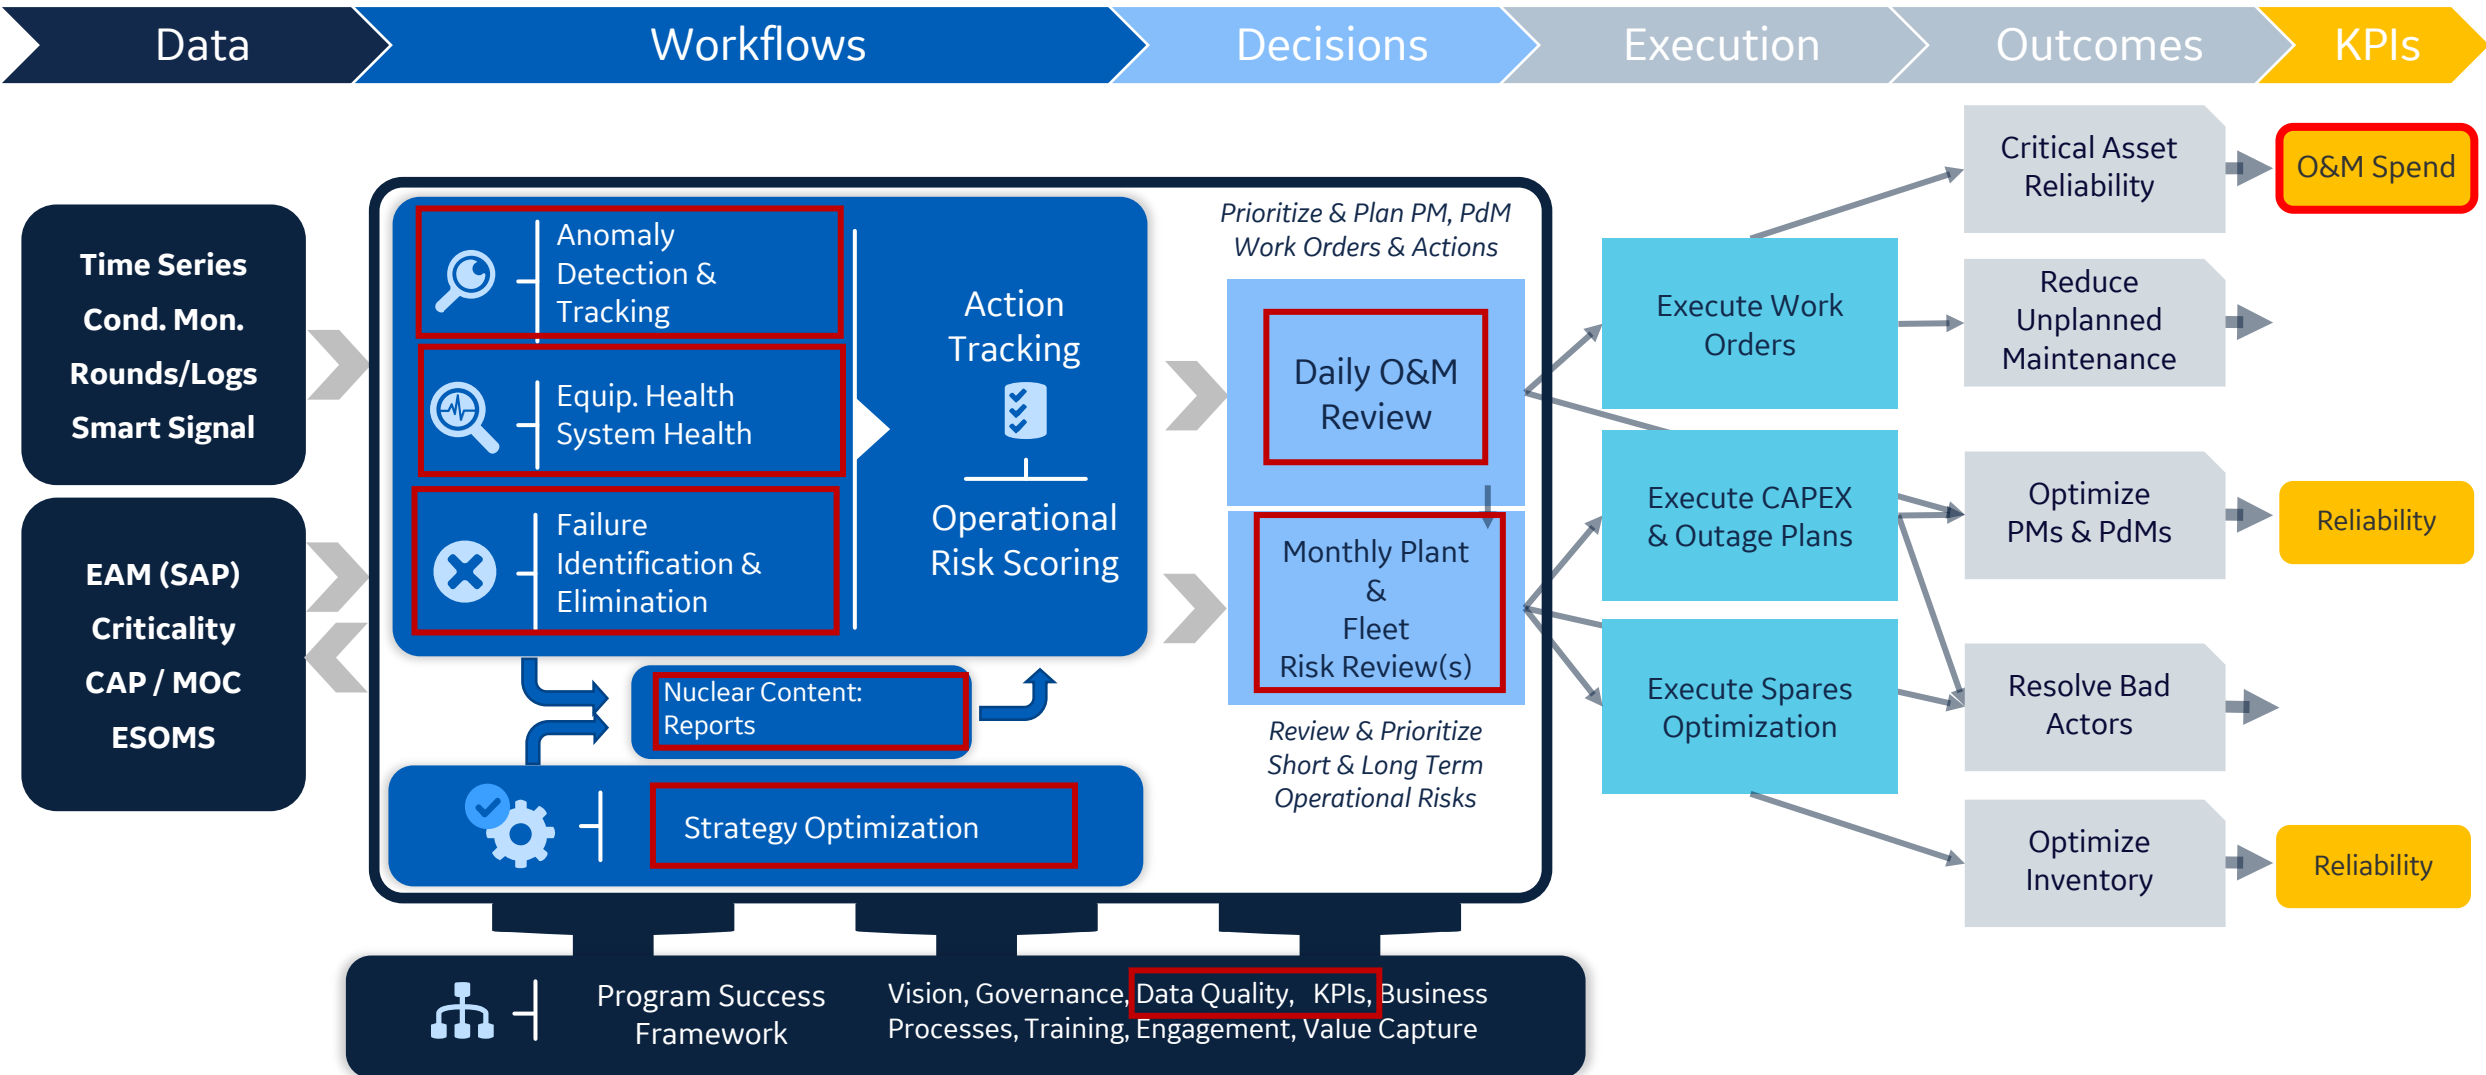 Data
Workflows
Decisions
Execution
Outcomes
KPIs
Time Series
Cond. Mon.
Rounds/Logs
Smart Signal
EAM (SAP)
Criticality
CAP / MOC
ESOMS
Anomaly
Detection &
Tracking
Equip. Health
System Health
Failure
Identification &
Elimination
Action
Tracking
Operational
Risk Scoring
Nuclear Content:
Reports
Strategy Optimization
Prioritize & Plan PM, PdM
Work Orders & Actions
Daily O&M
Review
Monthly Plant
&
Fleet
Risk Review(s)
Review & Prioritize
Short & Long Term
Operational Risks
Execute Work
Orders
Execute CAPEX
& Outage Plans
Execute Spares
Optimization
Critical Asset
Reliability
Reduce
Unplanned
Maintenance
Optimize
PMs & PdMs
Resolve Bad
Actors
Optimize
Inventory
O&M Spend
Reliability
Reliability
Program Success
Framework
Vision, Governance, Data Quality, KPIs, Business
Processes, Training, Engagement, Value Capture